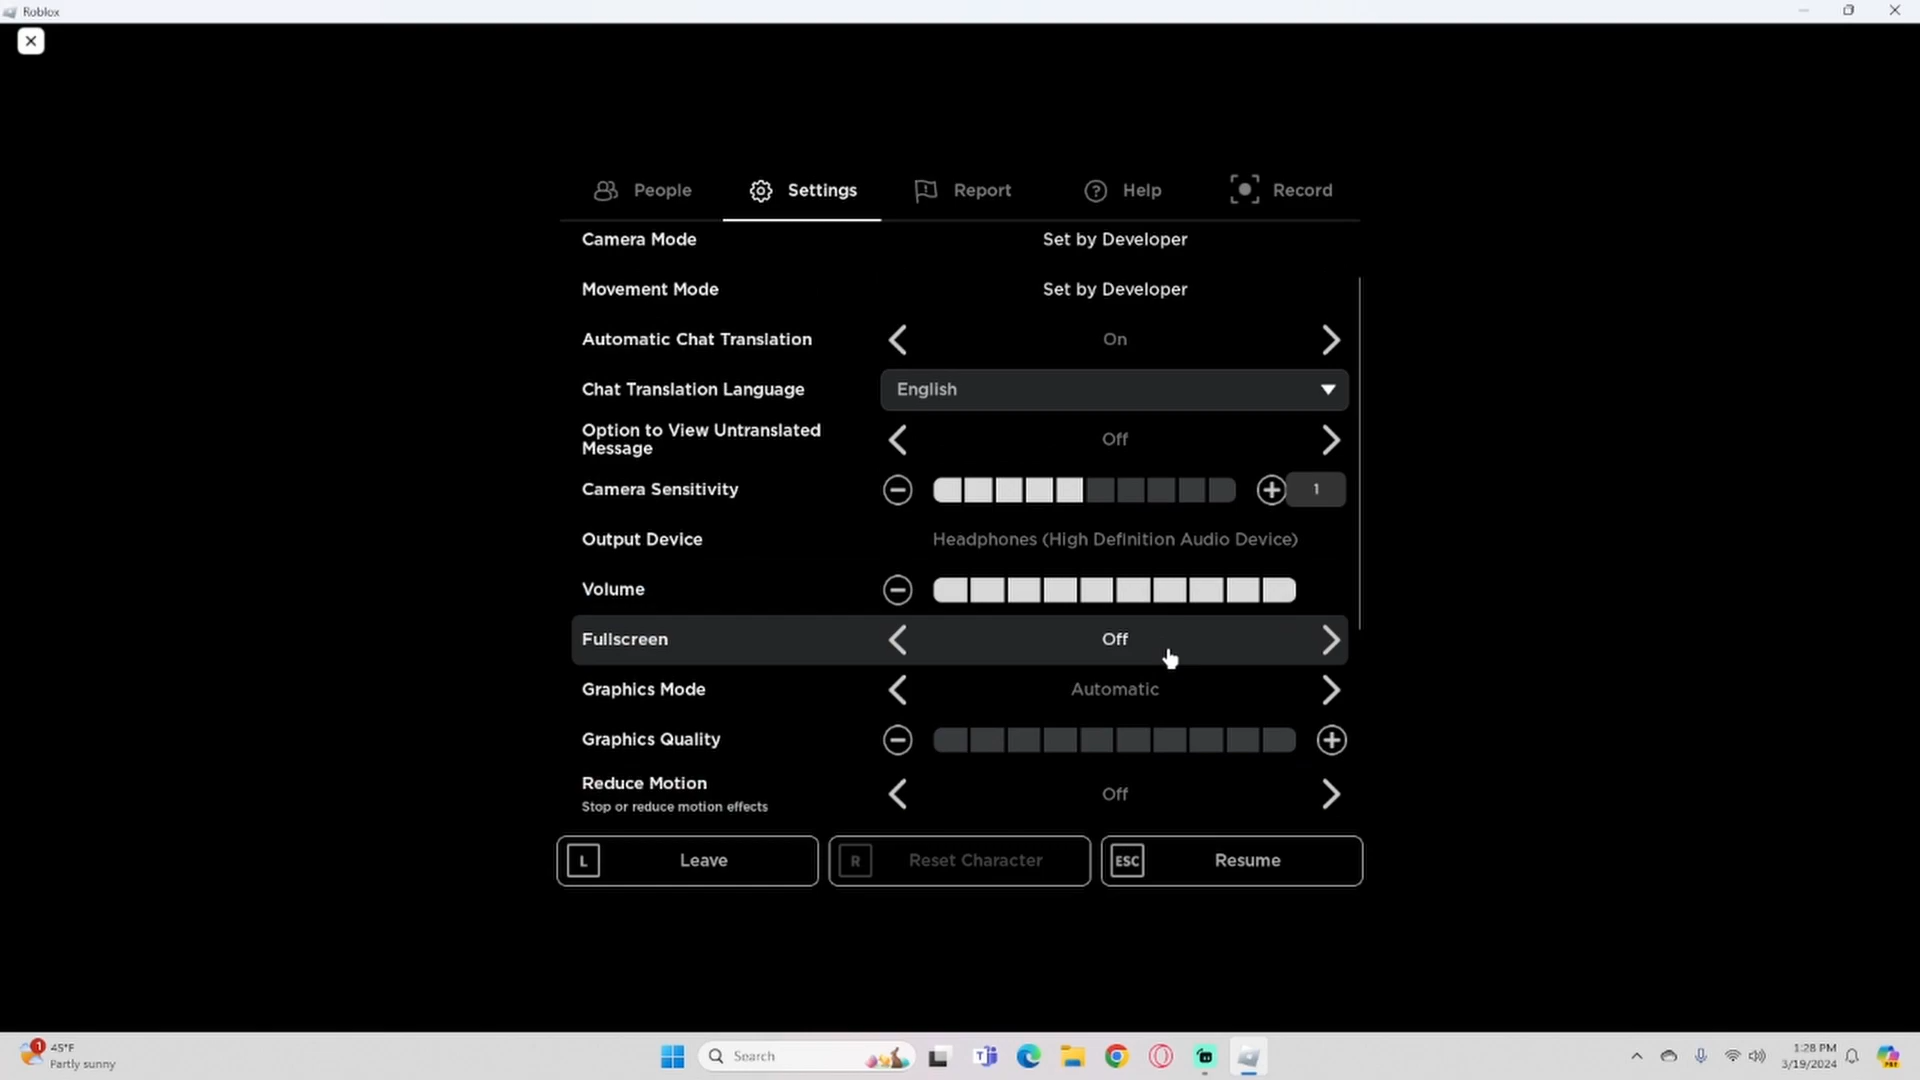 Roblox
People
Settings
Report
Help
Record
Camera Mode
Set by Developer
Movement Mode
Set by Developer
Automatic Chat Translation
On
Chat Translation Language
English
Option to View Untranslated
Message
Off
Camera Sensitivity
1
Output Device
Headphones (High Definition Audio Device)
Volume
Fullscreen
Off
Graphics Mode
Automatic
Graphics Quality
Reduce Motion
Stop or reduce motion effects
Off
L
Leave
R
Reset Character
ESC
Resume
1
45°F
Partly sunny
Search
1:28 PM
3/19/2024
PRE